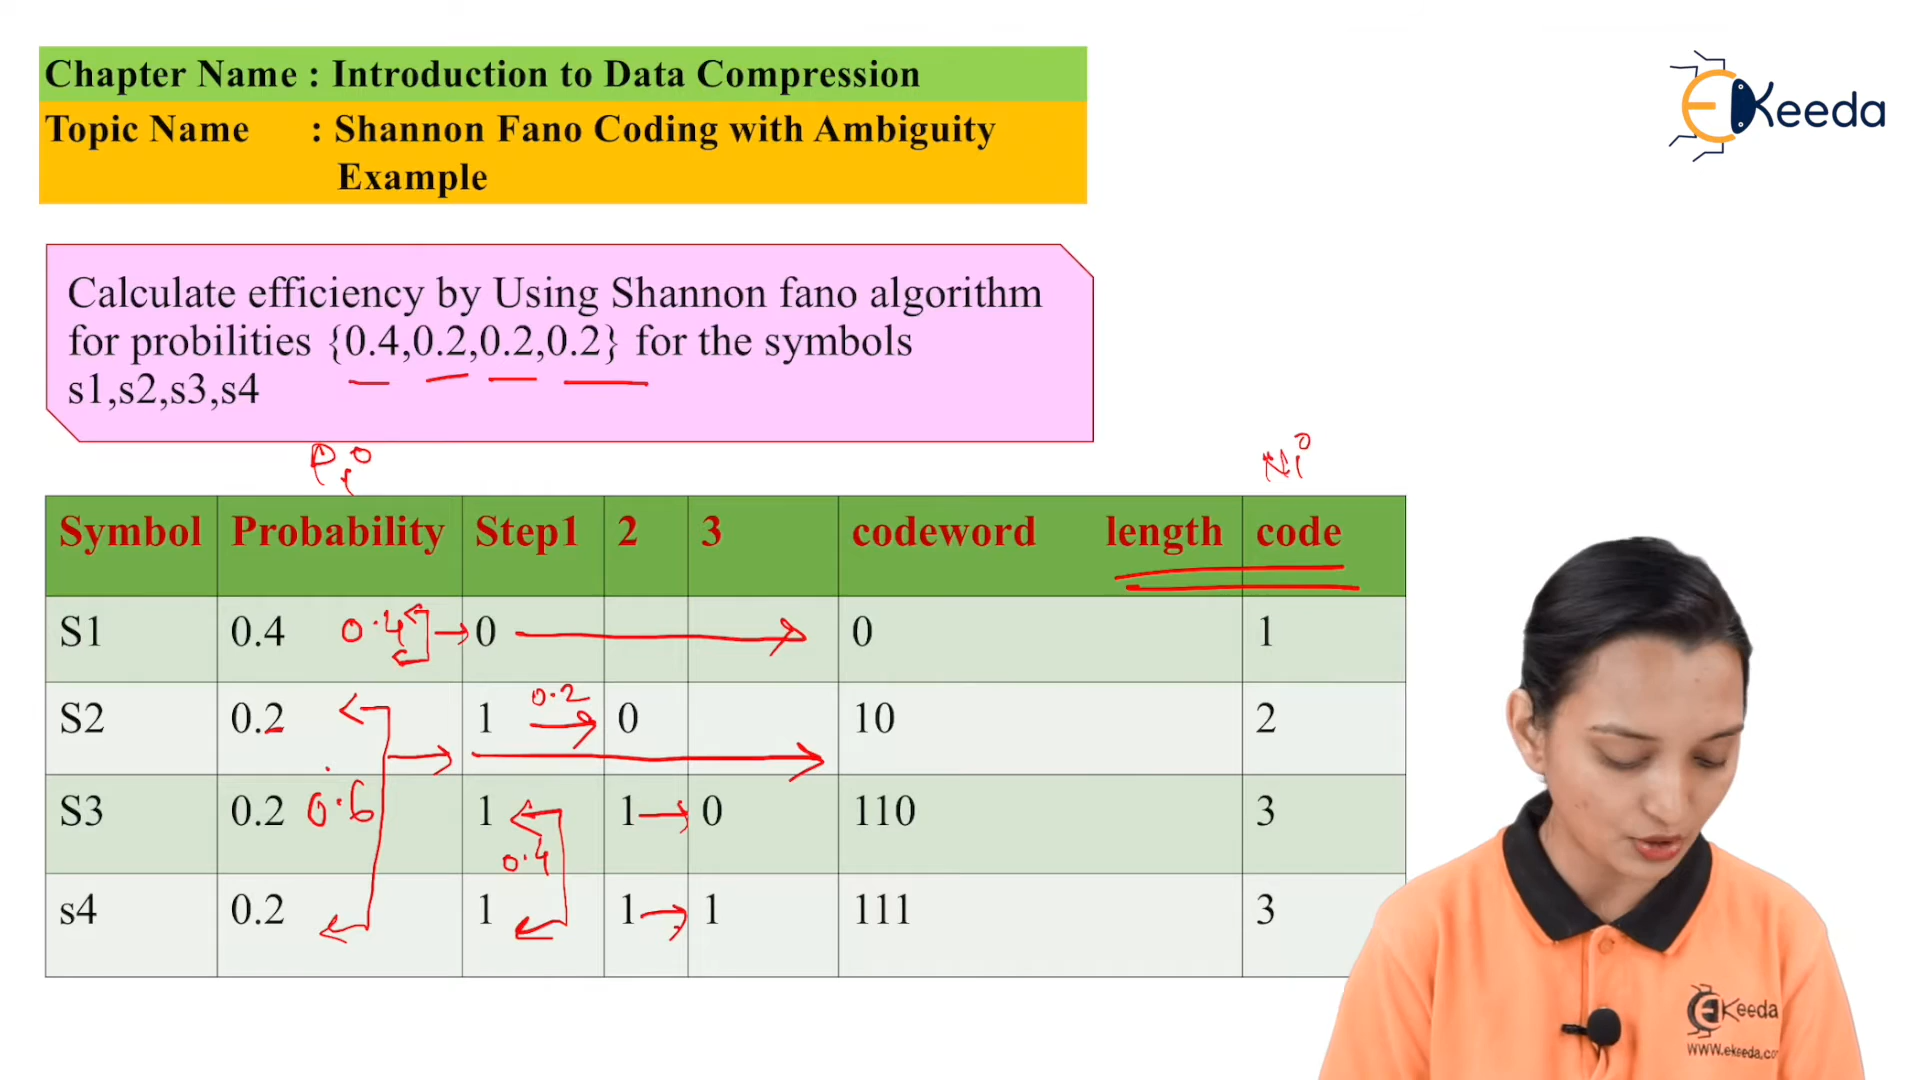 Chapter Name : Introduction to Data Compression
Topic Name : Shannon Fano Coding with Ambiguity
Example
EKeeda
Calculate efficiency by Using Shannon fano algorithm
for probilities {0.4,0.2,0.2,0.2} for the symbols
s1,s2,s3,s4
Pi Ni
Symbol Probability Step1 2 3 codeword length code
S1 0.4 0.4 0 0 1
S2 0.2 1 0.2 0 10 2
S3 0.2 0.6 1 1 0 110 3
0.4
s4 0.2 1 1 1 111 3
EKeeda
www.ekeeda.co